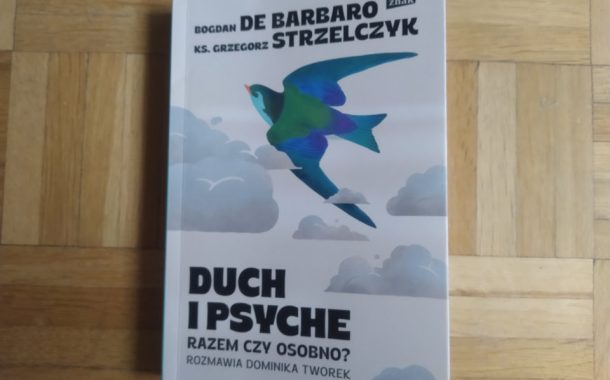 BOGDAN DE BARBARO
znak
KS. GRZEGORZ STRZELCZYK
DUCH
I PSYCHE
RAZEM CZY OSOBNO?
ROZMAWIA DOMINIKA TWOREK